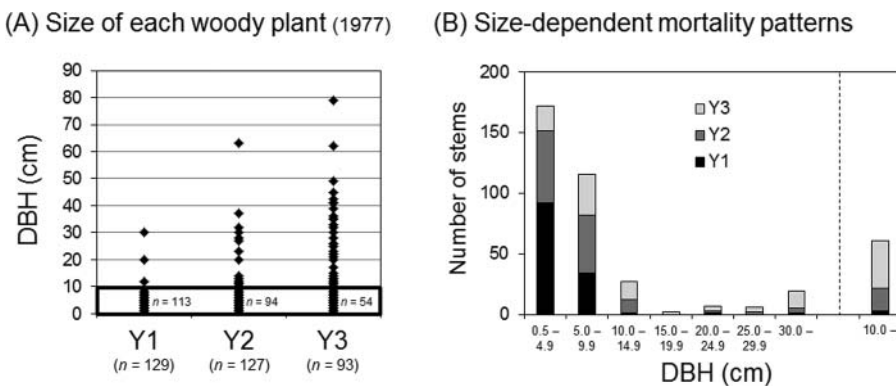 (A) Size of each woody plant (1977)
90
80
70
60
50
40
30
20
10
0
DBH (cm)
n = 113
n = 94
n = 54
Y1
Y2
Y3
(n = 129)
(n = 127)
(n = 93)
(B) Size-dependent mortality patterns
200
150
100
50
0
Number of stems
Y3
Y2
Y1
0.5 –
4.9
5.0 –
9.9
10.0 –
14.9
15.0 –
19.9
20.0 –
24.9
25.0 –
29.9
30.0 –
10.0 –
DBH (cm)